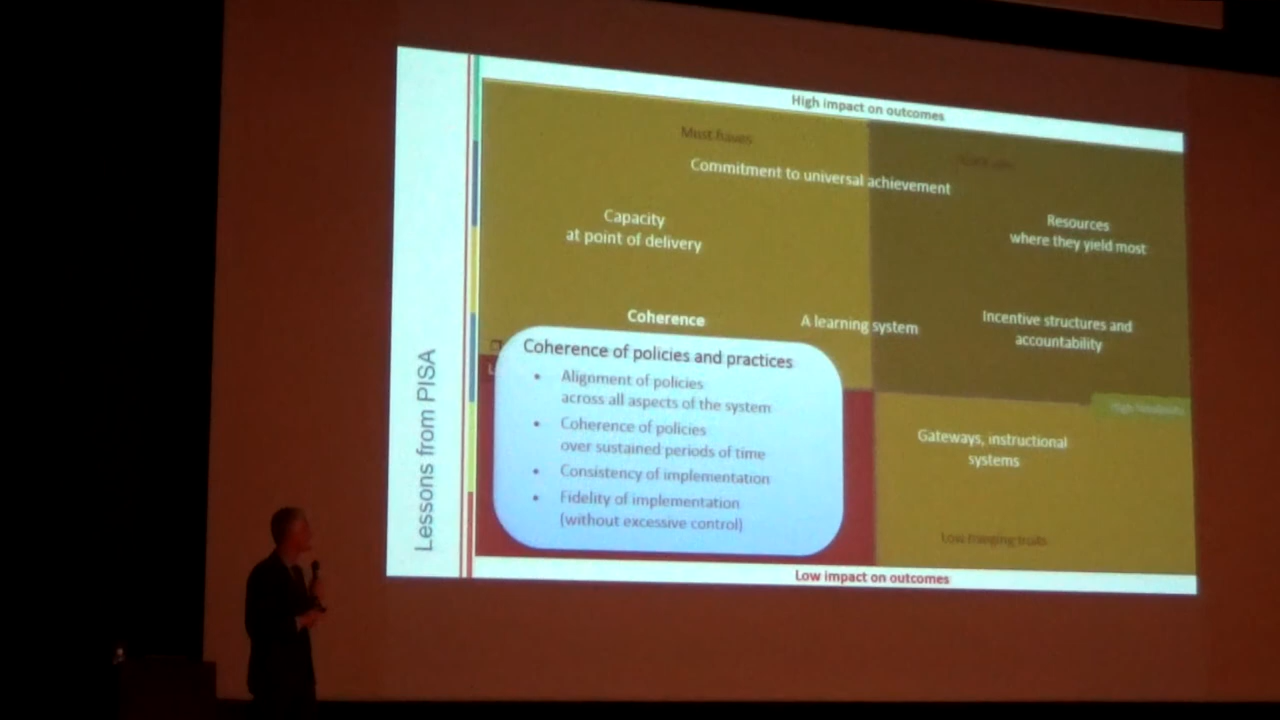 Lessons from PISA
High impact on outcomes
Must haves
Commitment to universal achievement
Capacity
at point of delivery
Resources
where they yield most
Coherence
A learning system
Incentive structures and
accountability
Coherence of policies and practices
• Alignment of policies
across all aspects of the system
• Coherence of policies
over sustained periods of time
• Consistency of implementation
• Fidelity of implementation
(without excessive control)
High feasibility
Gateways, instructional
systems
Low hanging fruits
Low impact on outcomes